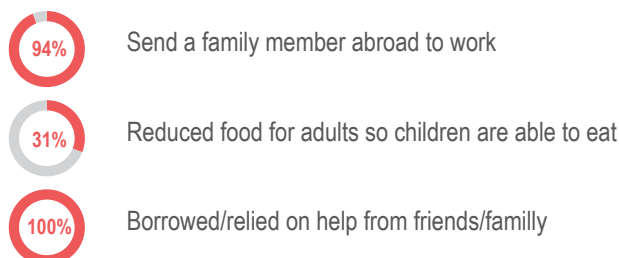 94% Send a family member abroad to work
31% Reduced food for adults so children are able to eat
100% Borrowed/relied on help from friends/familly